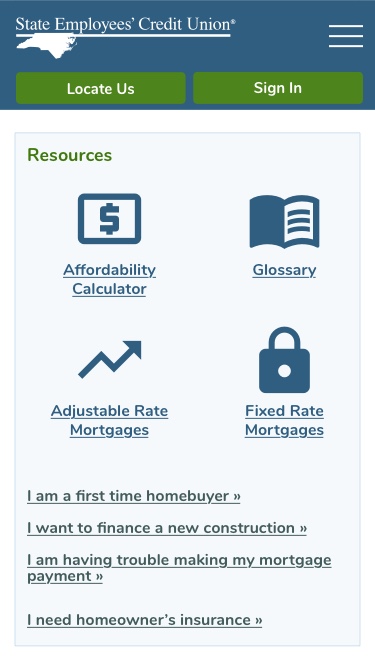 State Employees' Credit Union®
Locate Us
Sign In
Resources
$
Affordability
Calculator
Glossary
Adjustable Rate
Mortgages
Fixed Rate
Mortgages
I am a first time homebuyer »
I want to finance a new construction »
I am having trouble making my mortgage
payment »
I need homeowner’s insurance »